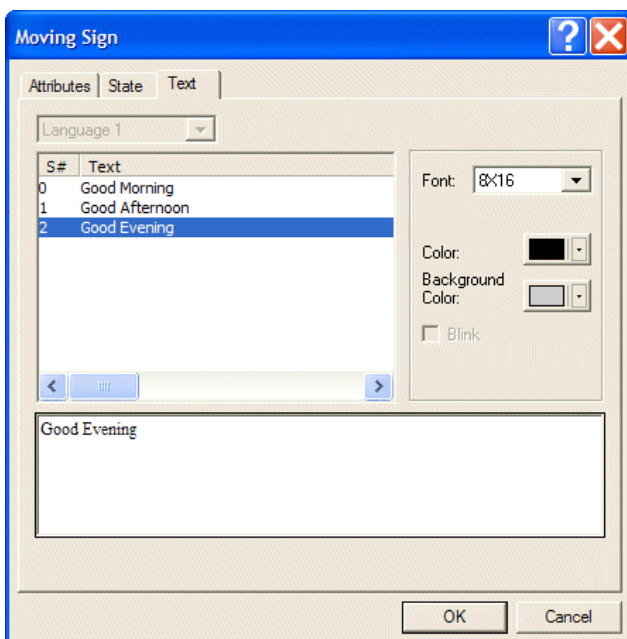 Moving Sign
Attributes State Text
Language 1
S# Text
0 Good Morning
1 Good Afternoon
2 Good Evening
Font: 8X16
Color:
Background
Color:
Blink
Good Evening
OK Cancel